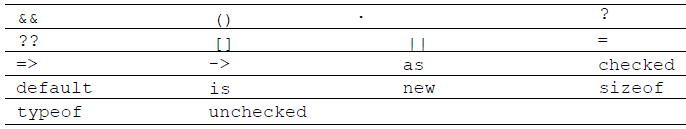 && () . ?
?? [] || =
=> -> as checked
default is new sizeof
typeof unchecked